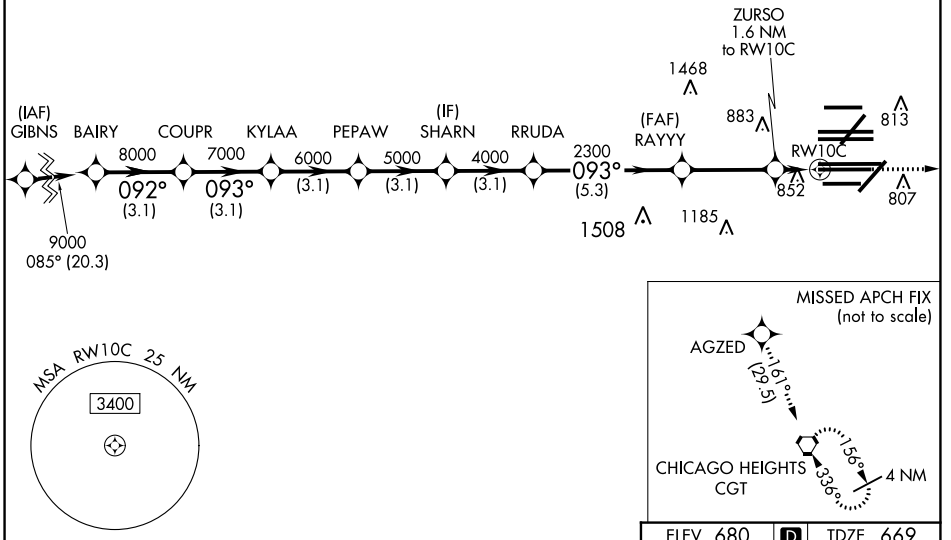 ZURSO
1.6 NM
to RW10C
1468
(IAF)
GIBNS
BAIRY
COUPR
KYLAA
PEPAW
(IF)
SHARN
RRUDA
(FAF)
RAYYY
883
813
RW10C
8000
092°
(3.1)
7000
093°
(3.1)
6000
(3.1)
5000
(3.1)
4000
(3.1)
2300
093°
(5.3)
852
807
9000
085° (20.3)
1508
1185
MISSED APCH FIX
(not to scale)
AGZED
161°
(29.5)
CHICAGO HEIGHTS
CGT
156°
336°
4 NM
MSA RW10C 25 NM
3400
ELEV 680 D TDZE 669